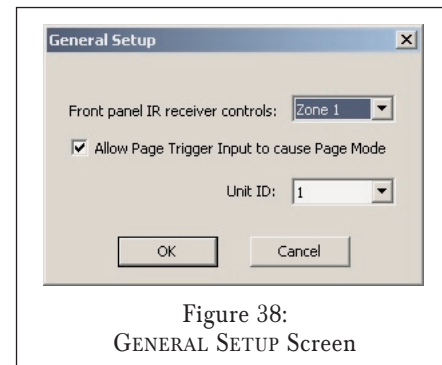 General Setup
Front panel IR receiver controls: Zone 1
Allow Page Trigger Input to cause Page Mode
Unit ID: 1
OK Cancel
Figure 38:
GENERAL SETUP Screen